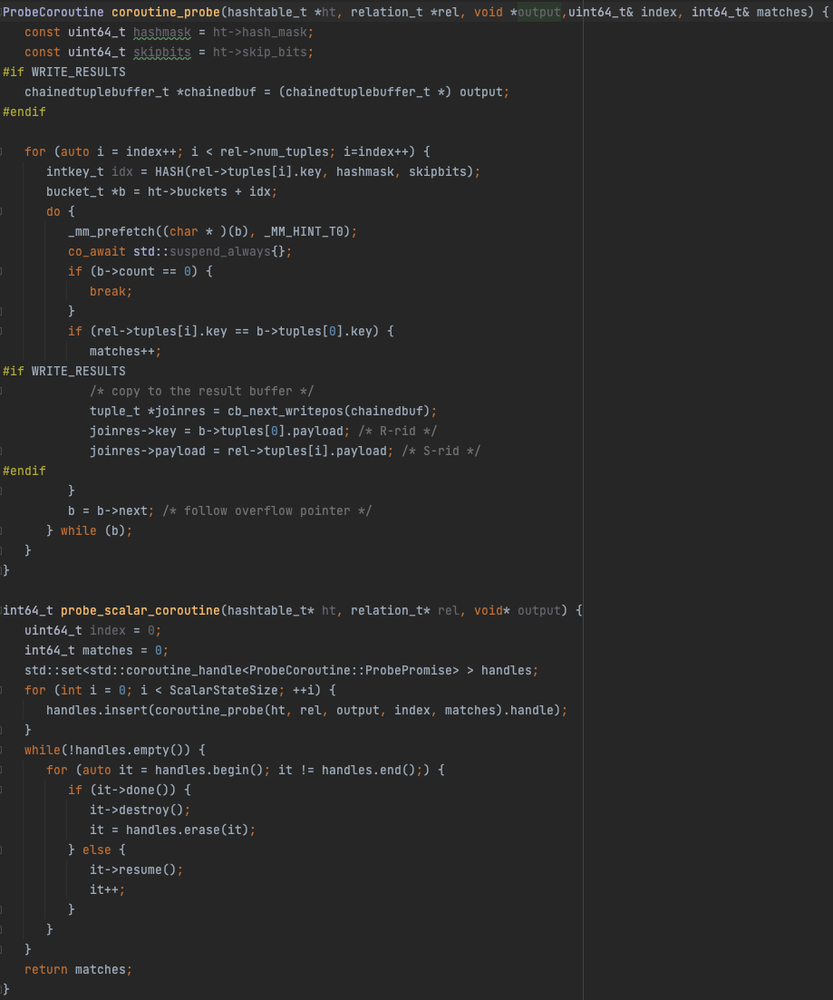 ProbeCoroutine coroutine_probe(hashtable_t *ht, relation_t *rel, void *output,uint64_t& index, int64_t& matches) {
const uint64_t hashmask = ht->hash_mask;
const uint64_t skipbits = ht->skip_bits;
#if WRITE_RESULTS
chainedtuplebuffer_t *chainedbuf = (chainedtuplebuffer_t *) output;
#endif
for (auto i = index++; i < rel->num_tuples; i=index++) {
intkey_t idx = HASH(rel->tuples[i].key, hashmask, skipbits);
bucket_t *b = ht->buckets + idx;
do {
_mm_prefetch((char * )(b), _MM_HINT_T0);
co_await std::suspend_always{};
if (b->count == 0) {
break;
}
if (rel->tuples[i].key == b->tuples[0].key) {
matches++;
#if WRITE_RESULTS
/* copy to the result buffer */
tuple_t *joinres = cb_next_writepos(chainedbuf);
joinres->key = b->tuples[0].payload; /* R-rid */
joinres->payload = rel->tuples[i].payload; /* S-rid */
#endif
}
b = b->next; /* follow overflow pointer */
} while (b);
}
}
int64_t probe_scalar_coroutine(hashtable_t* ht, relation_t* rel, void* output) {
uint64_t index = 0;
int64_t matches = 0;
std::set<std::coroutine_handle<ProbeCoroutine::ProbePromise> > handles;
for (int i = 0; i < ScalarStateSize; ++i) {
handles.insert(coroutine_probe(ht, rel, output, index, matches).handle);
}
while(!handles.empty()) {
for (auto it = handles.begin(); it != handles.end();) {
if (it->done()) {
it->destroy();
it = handles.erase(it);
} else {
it->resume();
it++;
}
}
}
return matches;
}